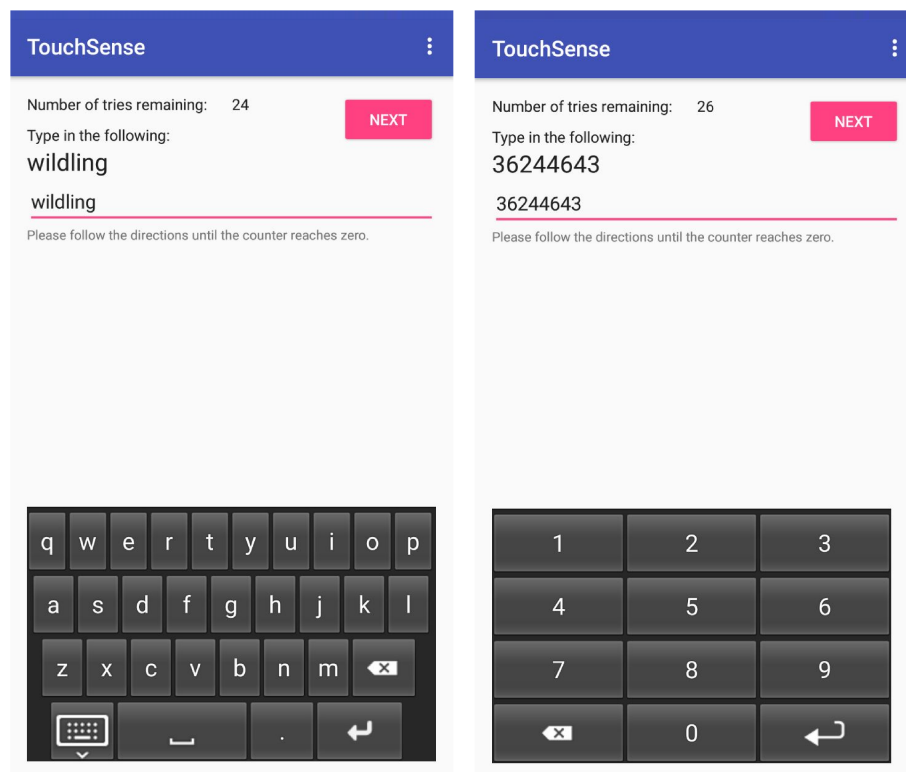 TouchSense
Number of tries remaining: 24
NEXT
Type in the following:
wildling
wildling
Please follow the directions until the counter reaches zero.
q w e r t y u i o p
a s d f g h j k l
z x c v b n m
.
TouchSense
Number of tries remaining: 26
NEXT
Type in the following:
36244643
36244643
Please follow the directions until the counter reaches zero.
1 2 3
4 5 6
7 8 9
0